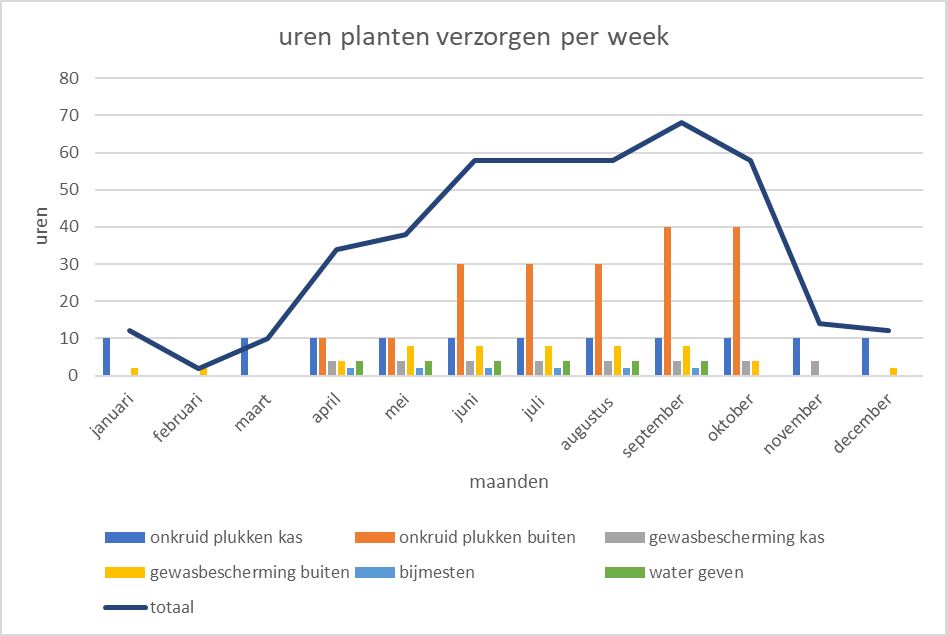 uren planten verzorgen per week
80
70
60
50
40
30
20
10
0
uren
januari
februari
maart
april
mei
juni
juli
augustus
september
oktober
november
december
maanden
onkruid plukken kas
onkruid plukken buiten
gewasbescherming kas
gewasbescherming buiten
bijmesten
water geven
totaal